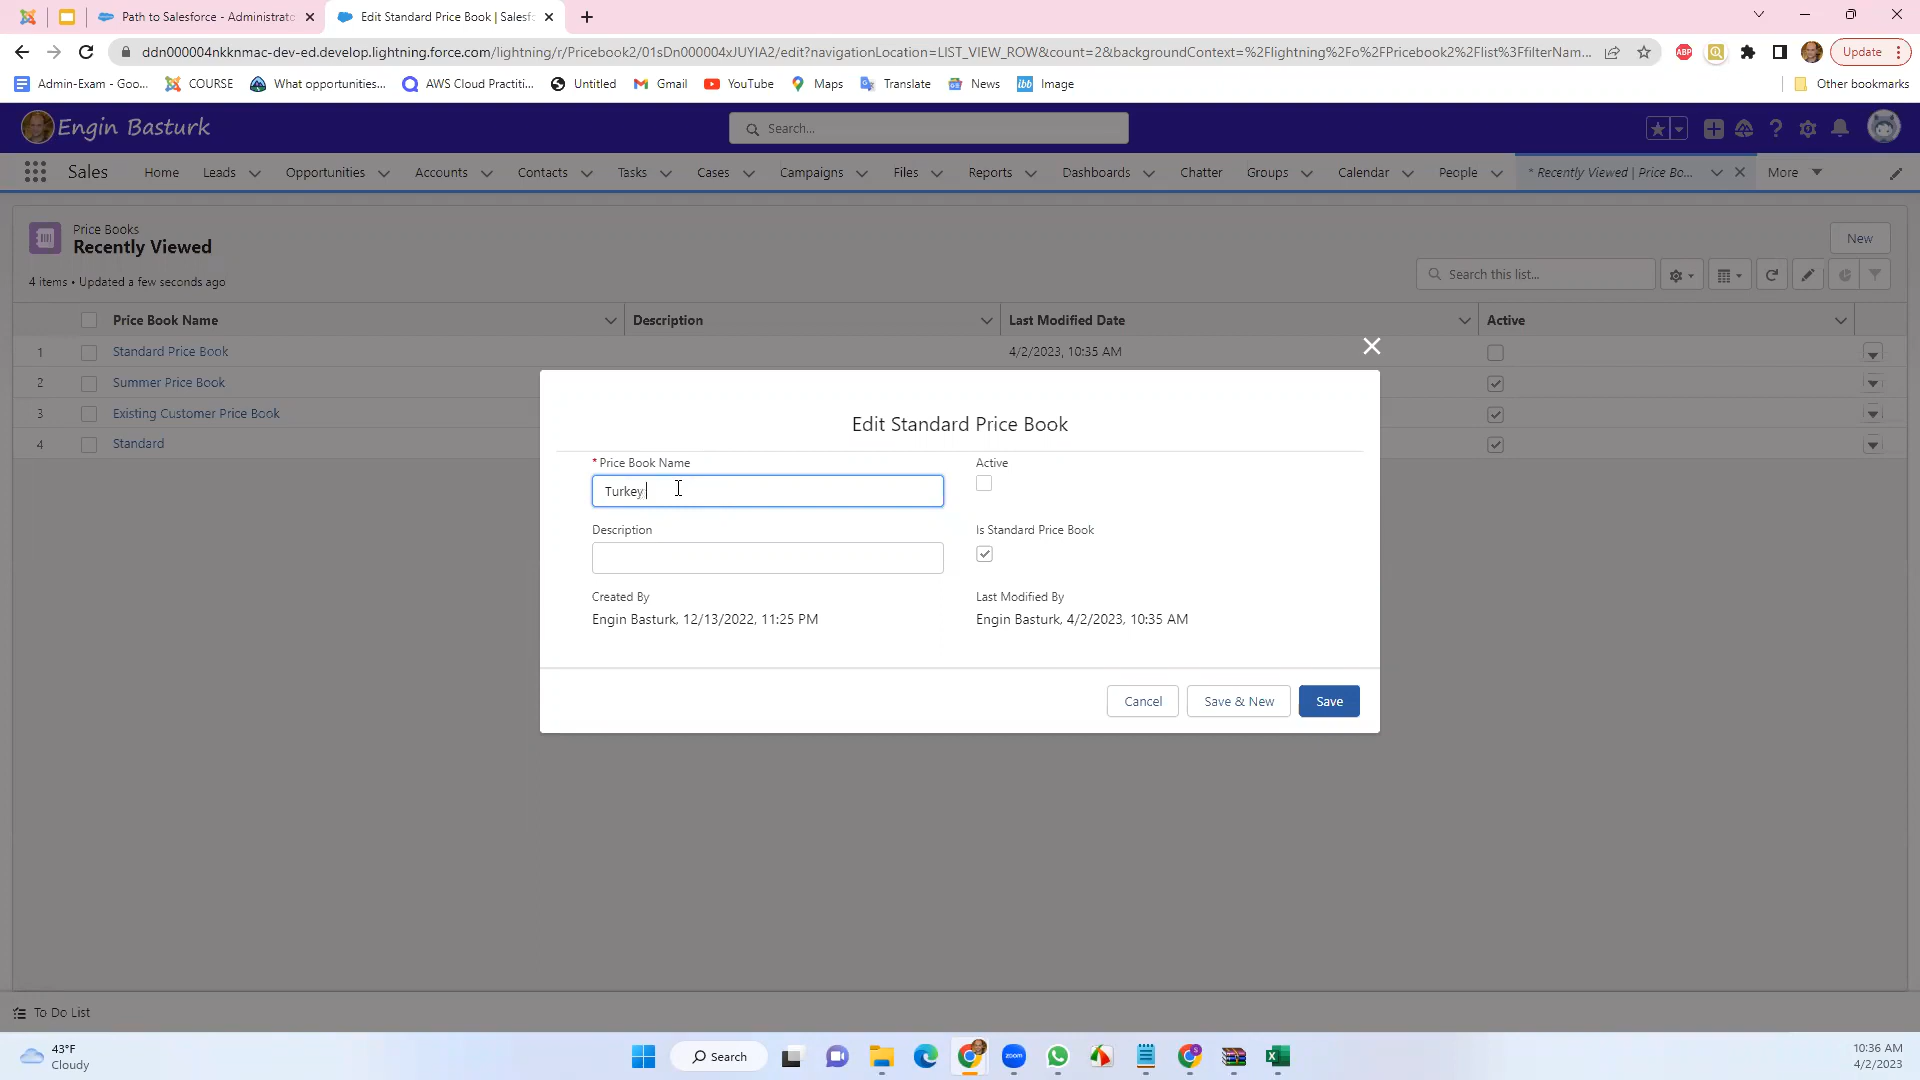 Path to Salesforce - Administrato
Edit Standard Price Book | Salesfo
ddn000004nkknmac-dev-ed.develop.lightning.force.com/lightning/r/Pricebook2/01sDn000004xJUYIA2/edit?navigationLocation=LIST_VIEW_ROW&count=2&backgroundContext=%2Flightning%2Fo%2FPricebook2%2Flist%3FfilterNam...
ABP
Update
Admin-Exam - Goo...
COURSE
What opportunities...
AWS Cloud Practiti...
Untitled
Gmail
YouTube
Maps
Translate
News
ibb
Image
Other bookmarks
Engin Basturk
Search...
Sales
Home
Leads
Opportunities
Accounts
Contacts
Tasks
Cases
Campaigns
Files
Reports
Dashboards
Chatter
Groups
Calendar
People
* Recently Viewed | Price Bo...
More
Price Books
Recently Viewed
New
4 items • Updated a few seconds ago
Search this list...
Price Book Name
Description
Last Modified Date
Active
1
Standard Price Book
4/2/2023, 10:35 AM
2
Summer Price Book
3
Existing Customer Price Book
4
Standard
Edit Standard Price Book
* Price Book Name
Turkey
Active
Description
Is Standard Price Book
Created By
Engin Basturk, 12/13/2022, 11:25 PM
Last Modified By
Engin Basturk, 4/2/2023, 10:35 AM
Cancel
Save & New
Save
To Do List
43°F
Cloudy
Search
zoom
10:36 AM
4/2/2023